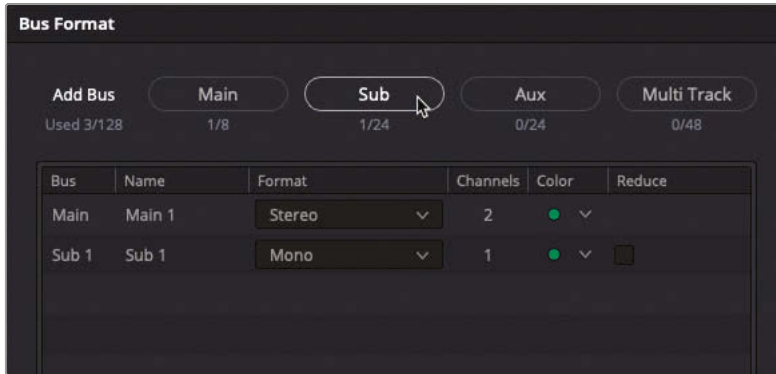 Bus Format
Add Bus Main Sub Aux Multi Track
Used 3/128 1/8 1/24 0/24 0/48
Bus Name Format Channels Color Reduce
Main Main 1 Stereo 2
Sub 1 Sub 1 Mono 1